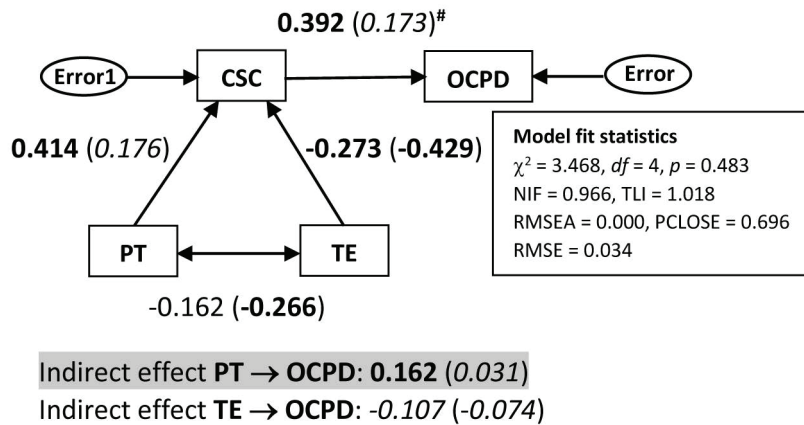 0.392 (0.173)#
Error1
CSC
OCPD
Error
0.414 (0.176)
-0.273 (-0.429)
Model fit statistics
χ² = 3.468, df = 4, p = 0.483
NIF = 0.966, TLI = 1.018
RMSEA = 0.000, PCLOSE = 0.696
RMSE = 0.034
PT
TE
-0.162 (-0.266)
Indirect effect PT → OCPD: 0.162 (0.031)
Indirect effect TE → OCPD: -0.107 (-0.074)